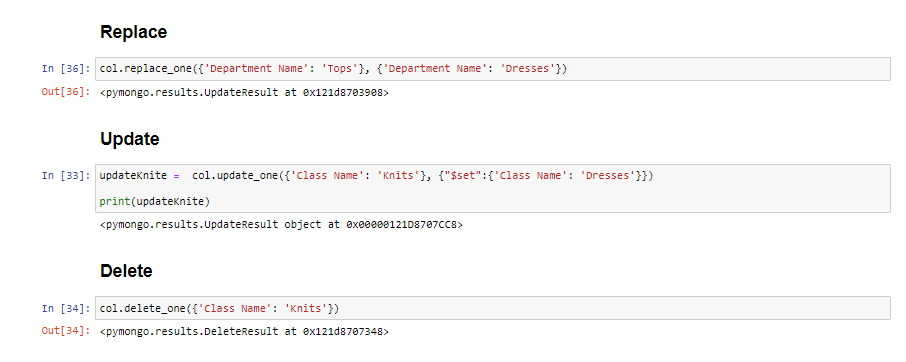 Replace
In [36]: col.replace_one({'Department Name': 'Tops'}, {'Department Name': 'Dresses'})
Out[36]: <pymongo.results.UpdateResult at 0x121d8703908>
Update
In [33]: updateKnite =  col.update_one({'Class Name': 'Knits'}, {"$set":{'Class Name': 'Dresses'}})
print(updateKnite)
<pymongo.results.UpdateResult object at 0x00000121D8707CC8>
Delete
In [34]: col.delete_one({'Class Name': 'Knits'})
Out[34]: <pymongo.results.DeleteResult at 0x121d8707348>